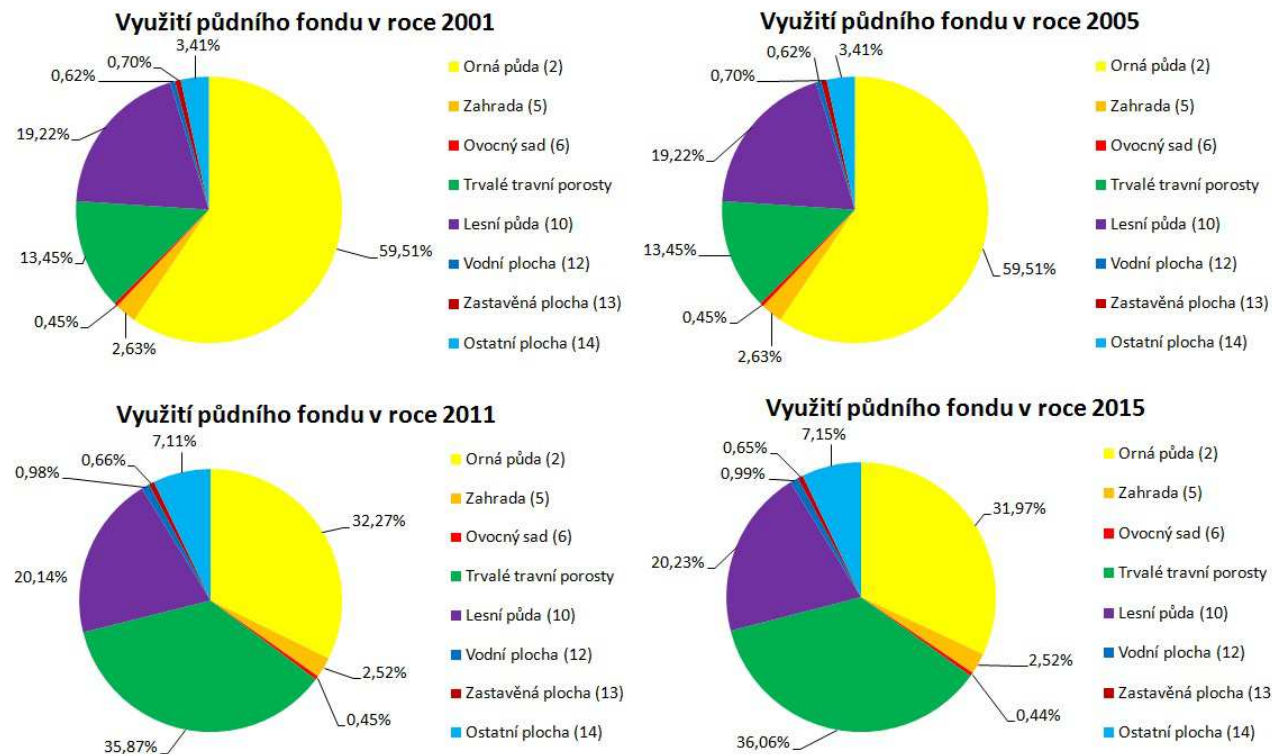 Využití půdního fondu v roce 2001
3,41%
0,70%
0,62%
19,22%
13,45%
0,45%
2,63%
59,51%
Orná půda (2)
Zahrada (5)
Ovocný sad (6)
Trvalé travní porosty
Lesní půda (10)
Vodní plocha (12)
Zastavěná plocha (13)
Ostatní plocha (14)
Využití půdního fondu v roce 2005
3,41%
0,62%
0,70%
19,22%
13,45%
0,45%
2,63%
59,51%
Orná půda (2)
Zahrada (5)
Ovocný sad (6)
Trvalé travní porosty
Lesní půda (10)
Vodní plocha (12)
Zastavěná plocha (13)
Ostatní plocha (14)
Využití půdního fondu v roce 2011
7,11%
0,66%
0,98%
20,14%
35,87%
0,45%
2,52%
32,27%
Orná půda (2)
Zahrada (5)
Ovocný sad (6)
Trvalé travní porosty
Lesní půda (10)
Vodní plocha (12)
Zastavěná plocha (13)
Ostatní plocha (14)
Využití půdního fondu v roce 2015
7,15%
0,65%
0,99%
20,23%
36,06%
0,44%
2,52%
31,97%
Orná půda (2)
Zahrada (5)
Ovocný sad (6)
Trvalé travní porosty
Lesní půda (10)
Vodní plocha (12)
Zastavěná plocha (13
Ostatní plocha (14)